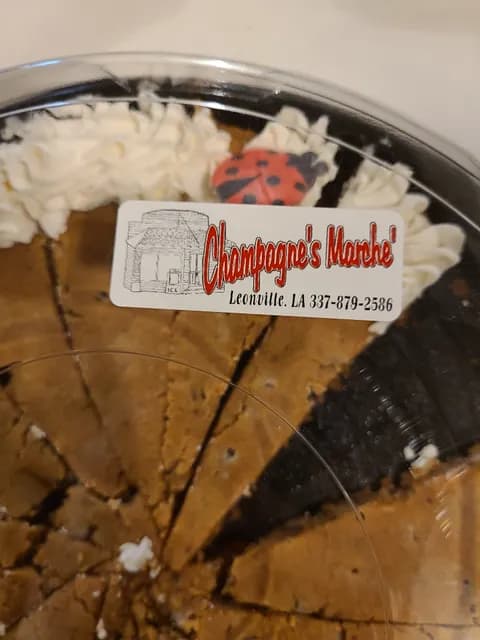 Champagne's Marche'
Leonville. LA 337-879-2586